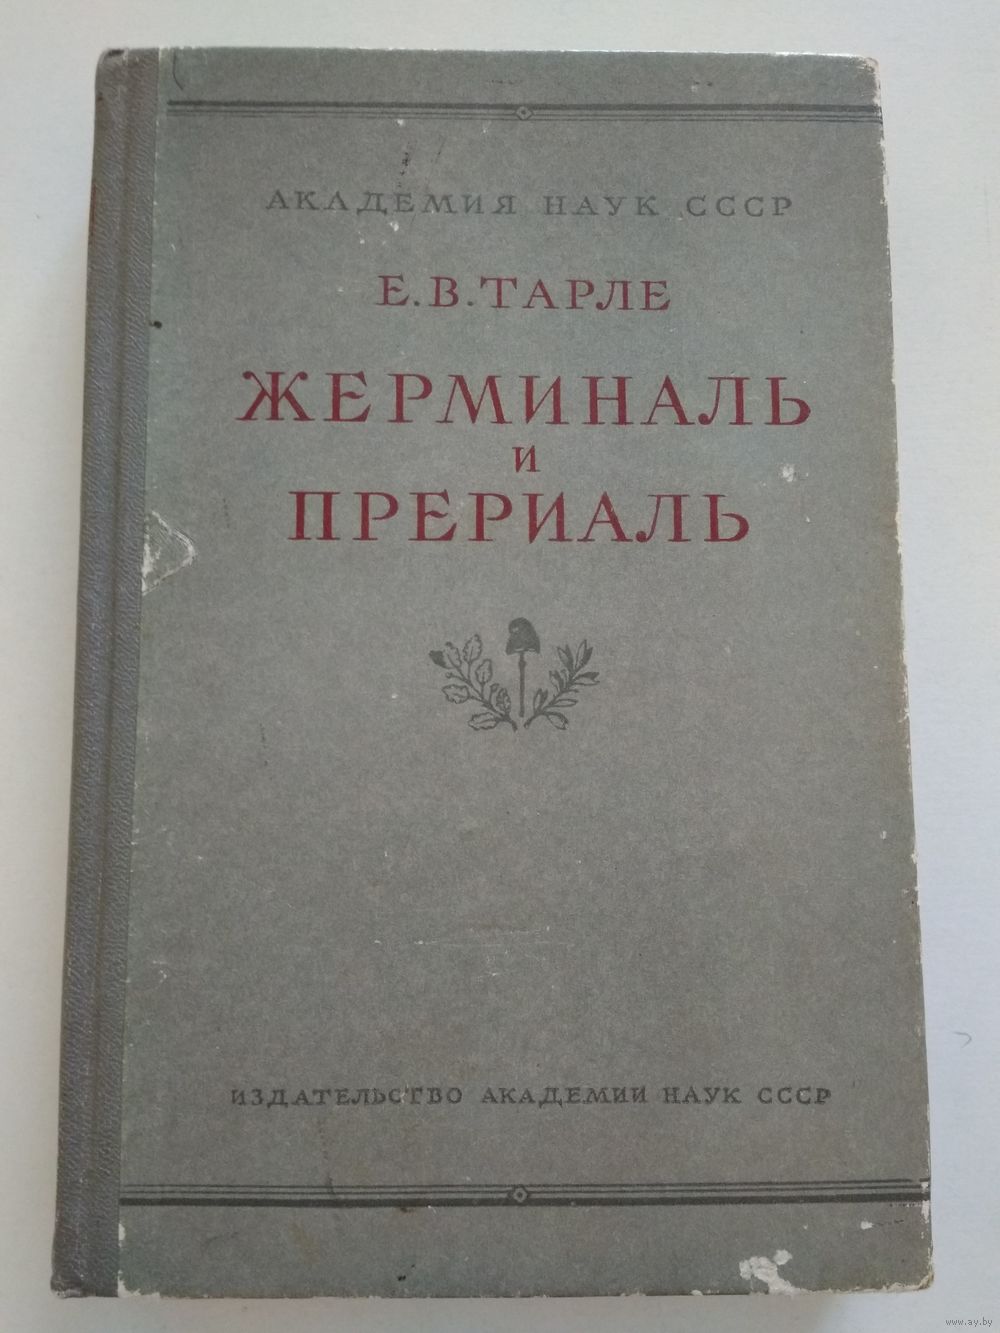 АКАДЕМИЯ НАУК СССР
Е.В.ТАРЛЕ
ЖЕРМИНАЛЬ
И
ПРЕРИАЛЬ
ИЗДАТЕЛЬСТВО АКАДЕМИИ НАУК СССР
www.ay.by